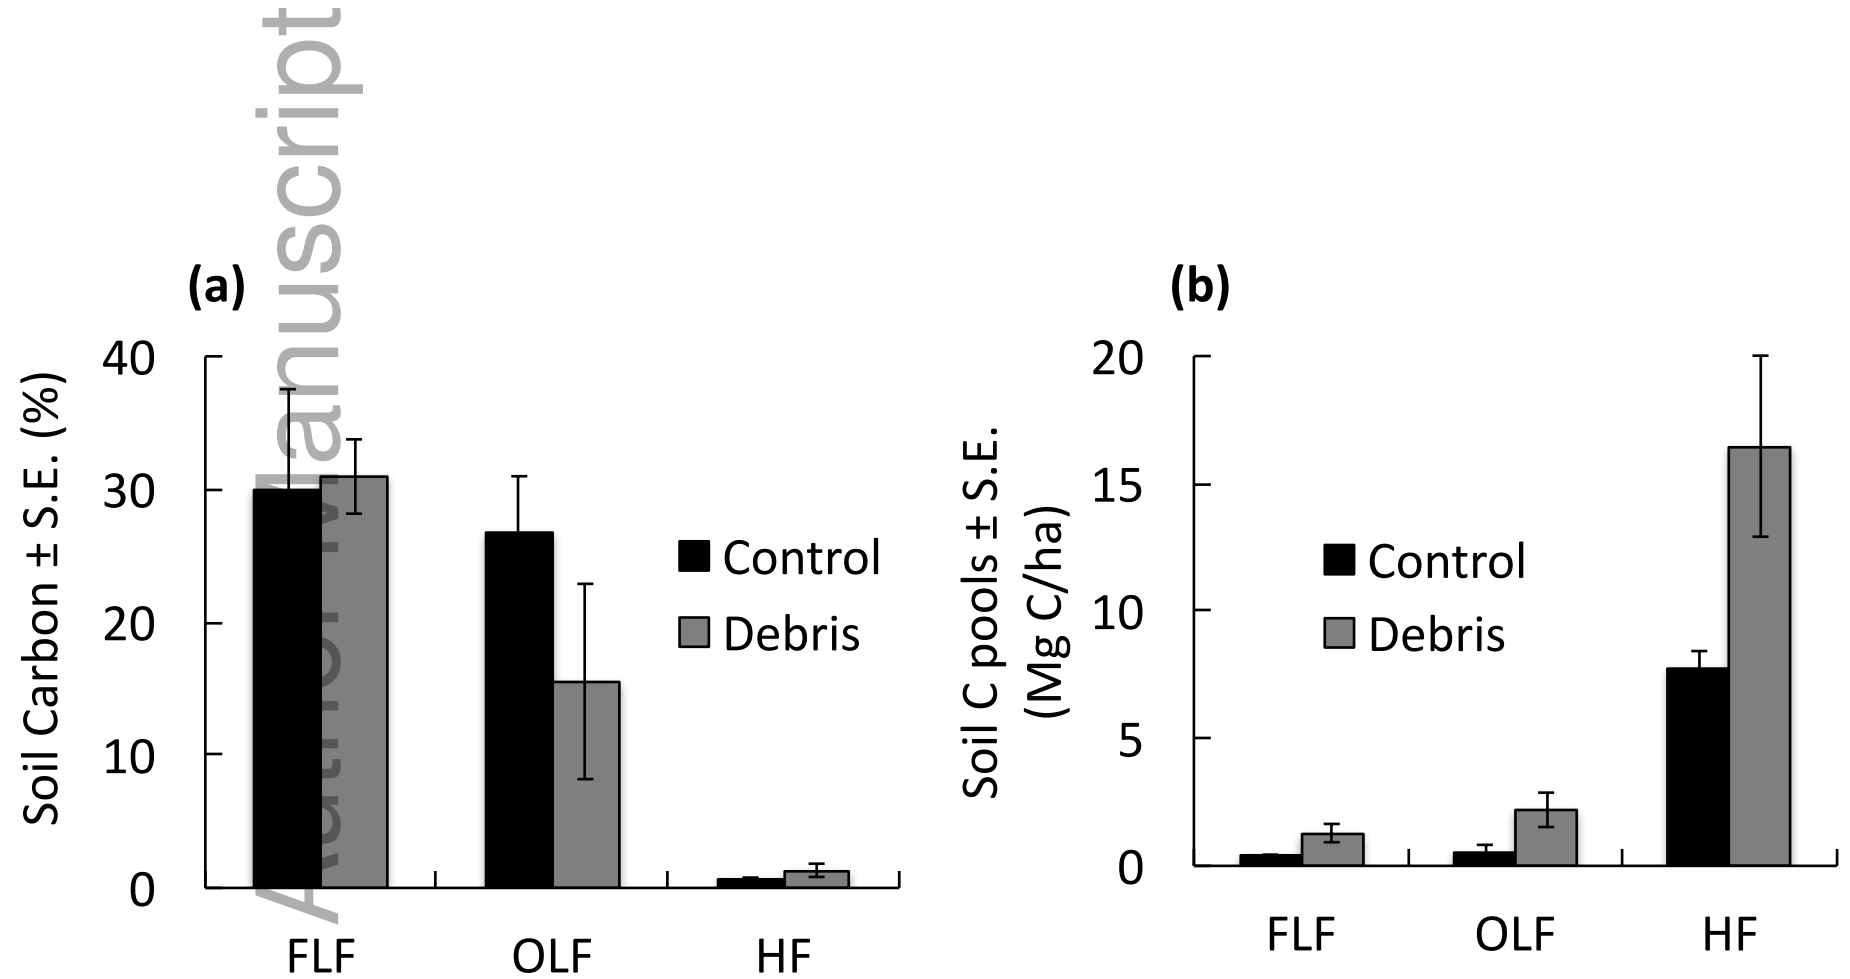 Author Manuscript
(a)
Soil Carbon ± S.E. (%)
40
30
20
10
0
FLF OLF HF
Control
Debris
(b)
Soil C pools ± S.E.
(Mg C/ha)
20
15
10
5
0
FLF OLF HF
Control
Debris